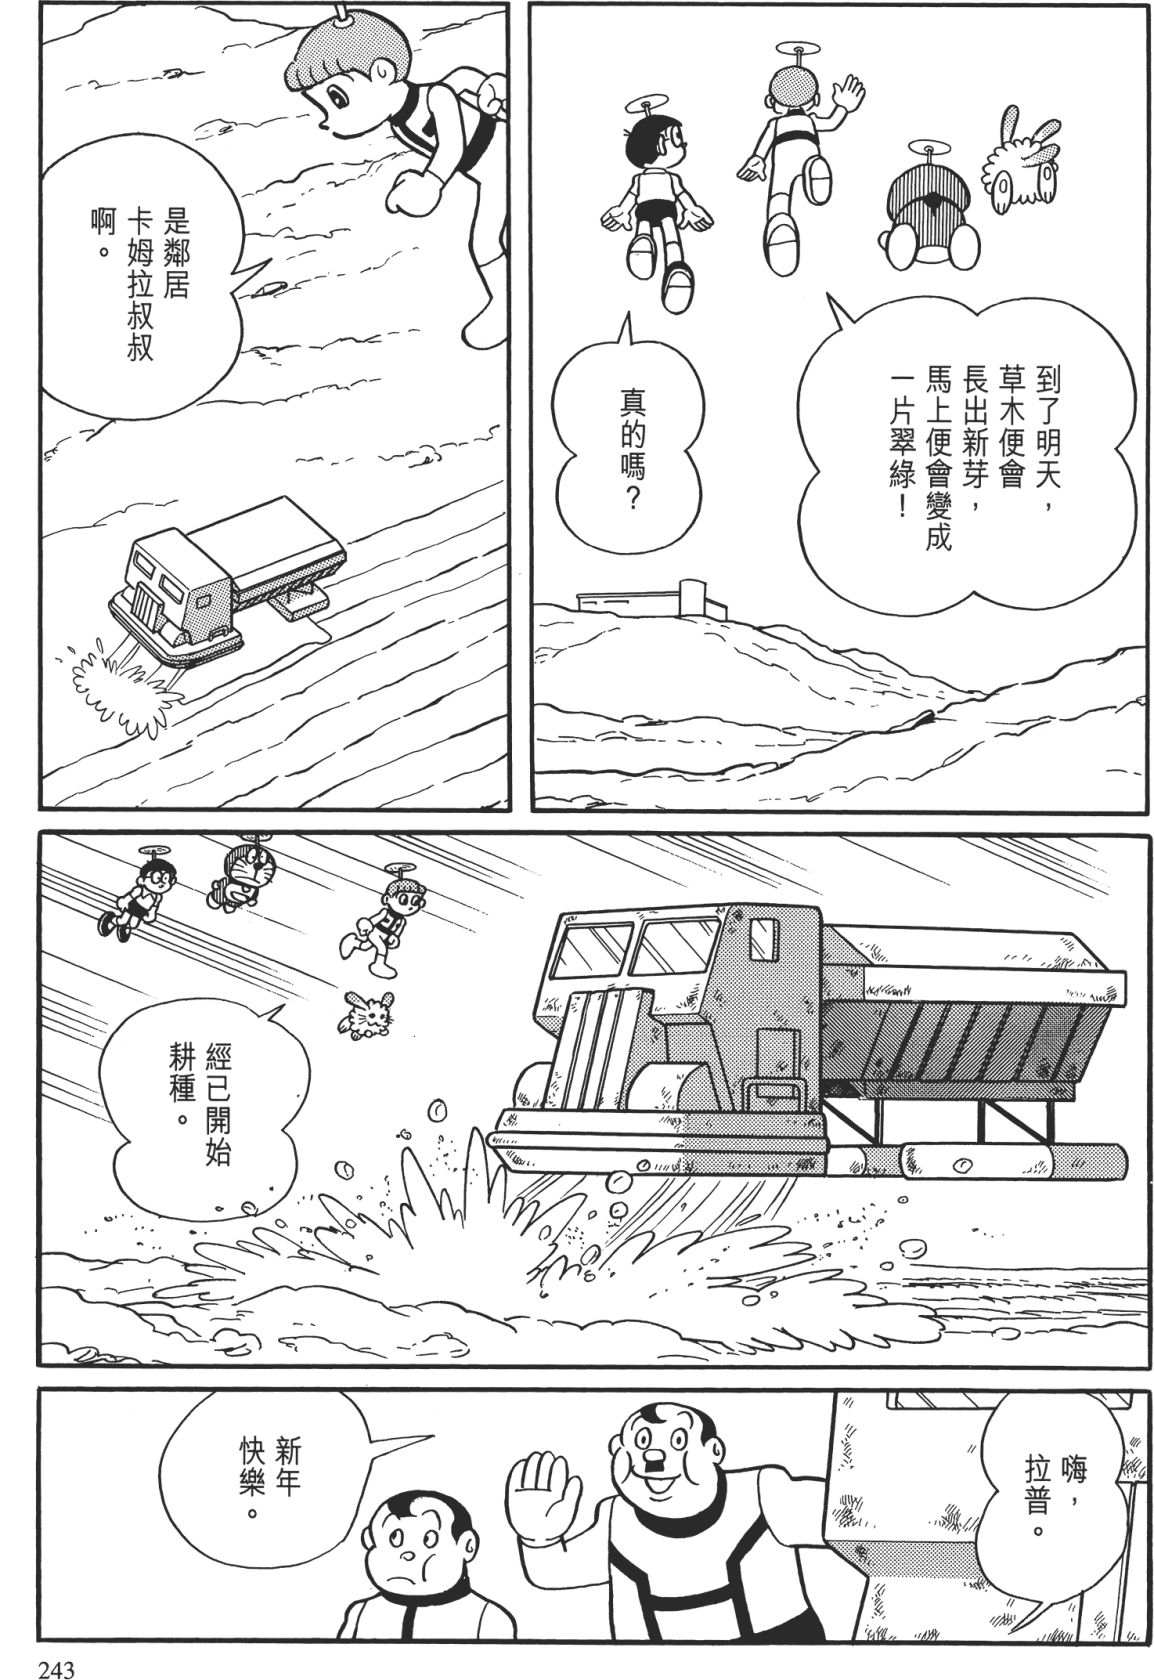 到了明天，
草木便會
長出新芽，
馬上便會變成
一片翠綠！
真的嗎？
是鄰居
卡姆拉叔叔
啊。
經已開始
耕種。
嗨，
拉普。
新年
快樂。
243